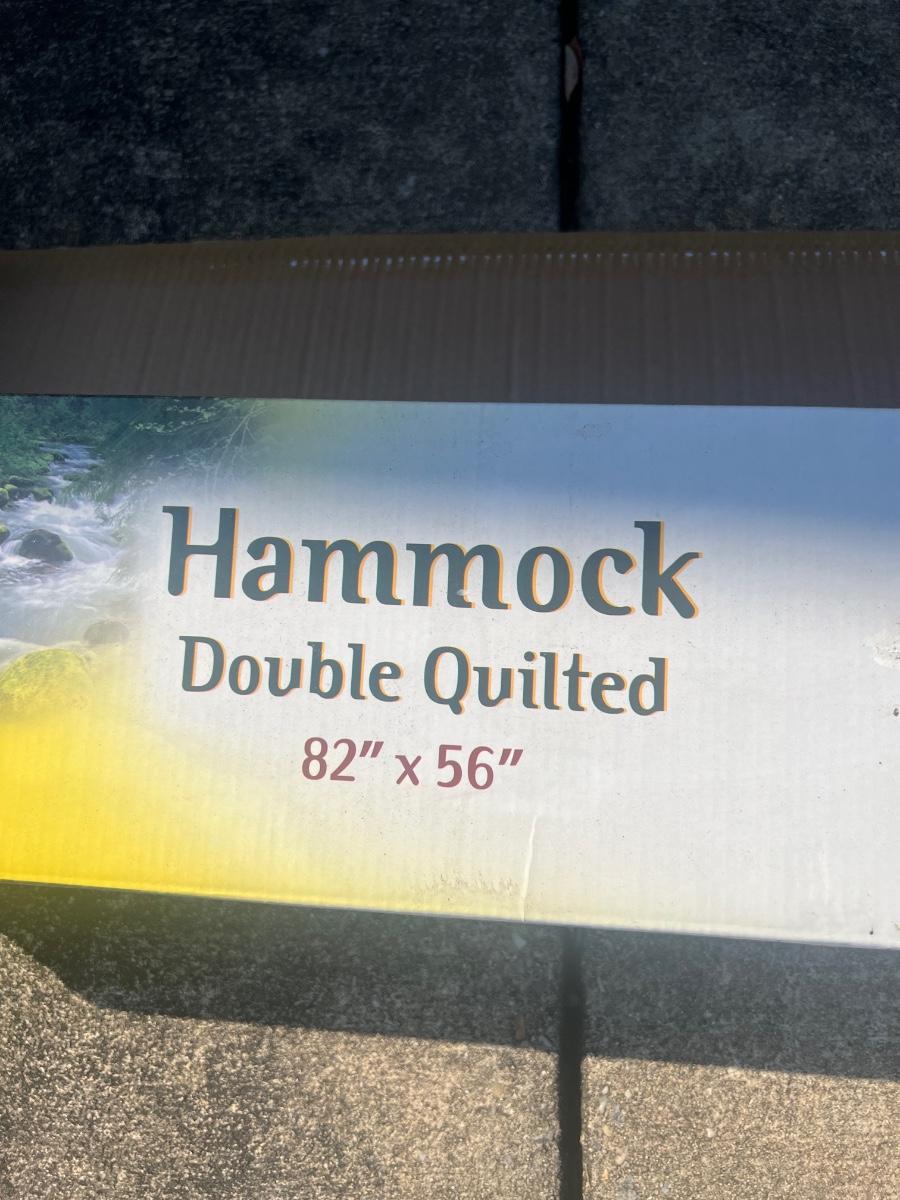 Hammock
Double Quilted
82" x 56"